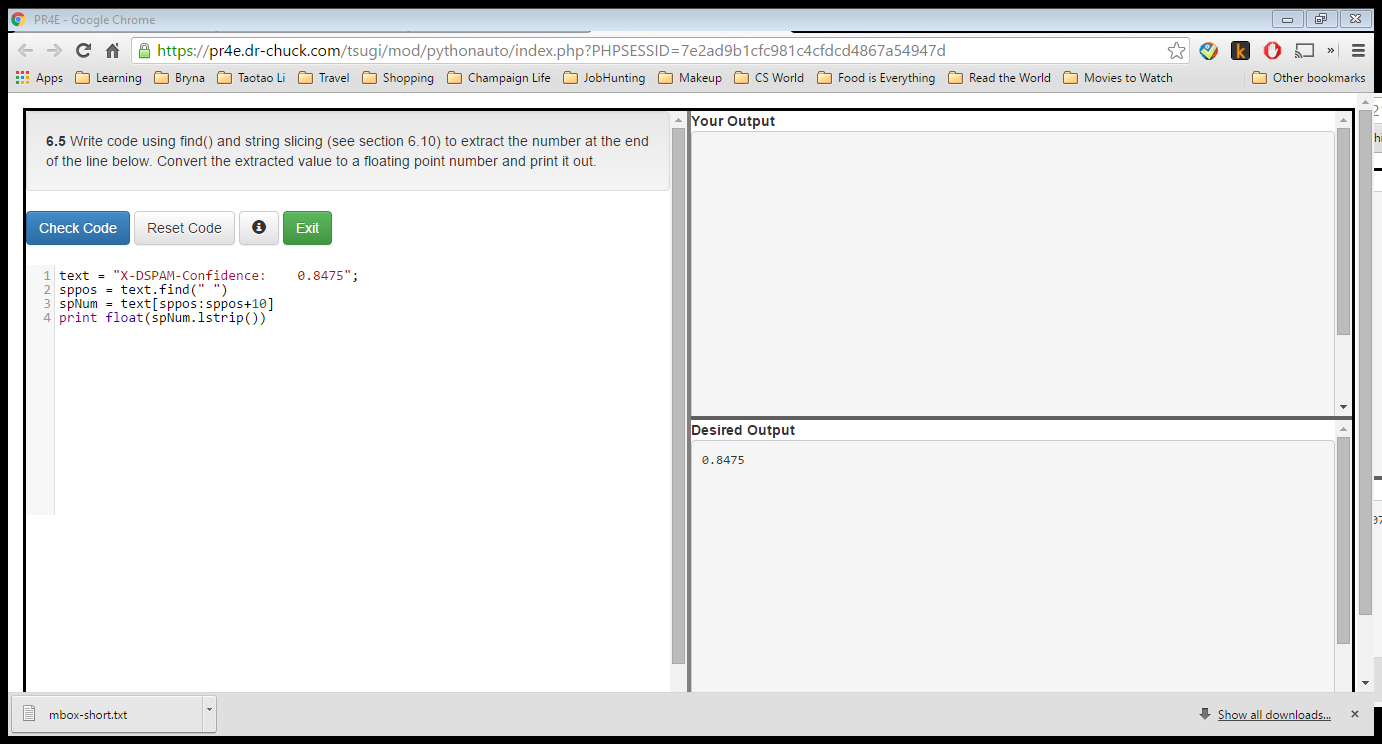 PR4E - Google Chrome
https://pr4e.dr-chuck.com/tsugi/mod/pythonauto/index.php?PHPSESSID=7e2ad9b1cfc981c4cfdcd4867a54947d
k
»
Apps Learning Bryna Taotao Li Travel Shopping Champaign Life JobHunting Makeup CS World Food is Everything Read the World Movies to Watch Other bookmarks
6.5 Write code using find() and string slicing (see section 6.10) to extract the number at the end
of the line below. Convert the extracted value to a floating point number and print it out.
Check Code Reset Code Exit
1 text = "X-DSPAM-Confidence:    0.8475";
2 sppos = text.find(" ")
3 spNum = text[sppos:sppos+10]
4 print float(spNum.lstrip())
Your Output
Desired Output
0.8475
mbox-short.txt
Show all downloads...